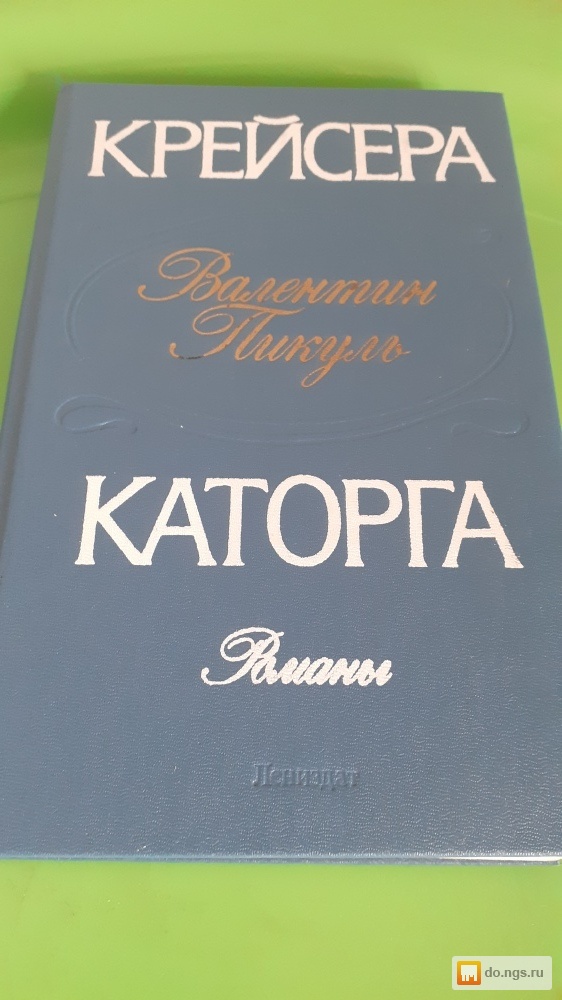 КРЕЙСЕРА
Валентин
Пикуль
КАТОРГА
Романы
Лениздат
do.ngs.ru